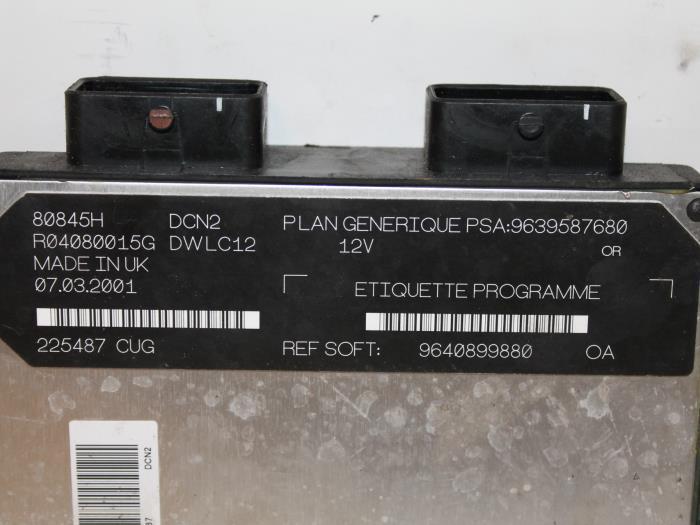 80845H DCN2 PLAN GENERIQUE PSA:9639587680
R04080015G DWLC12 12V OR
MADE IN UK
07.03.2001 ETIQUETTE PROGRAMME
225487 CUG REF SOFT: 9640899880 OA
DCN2